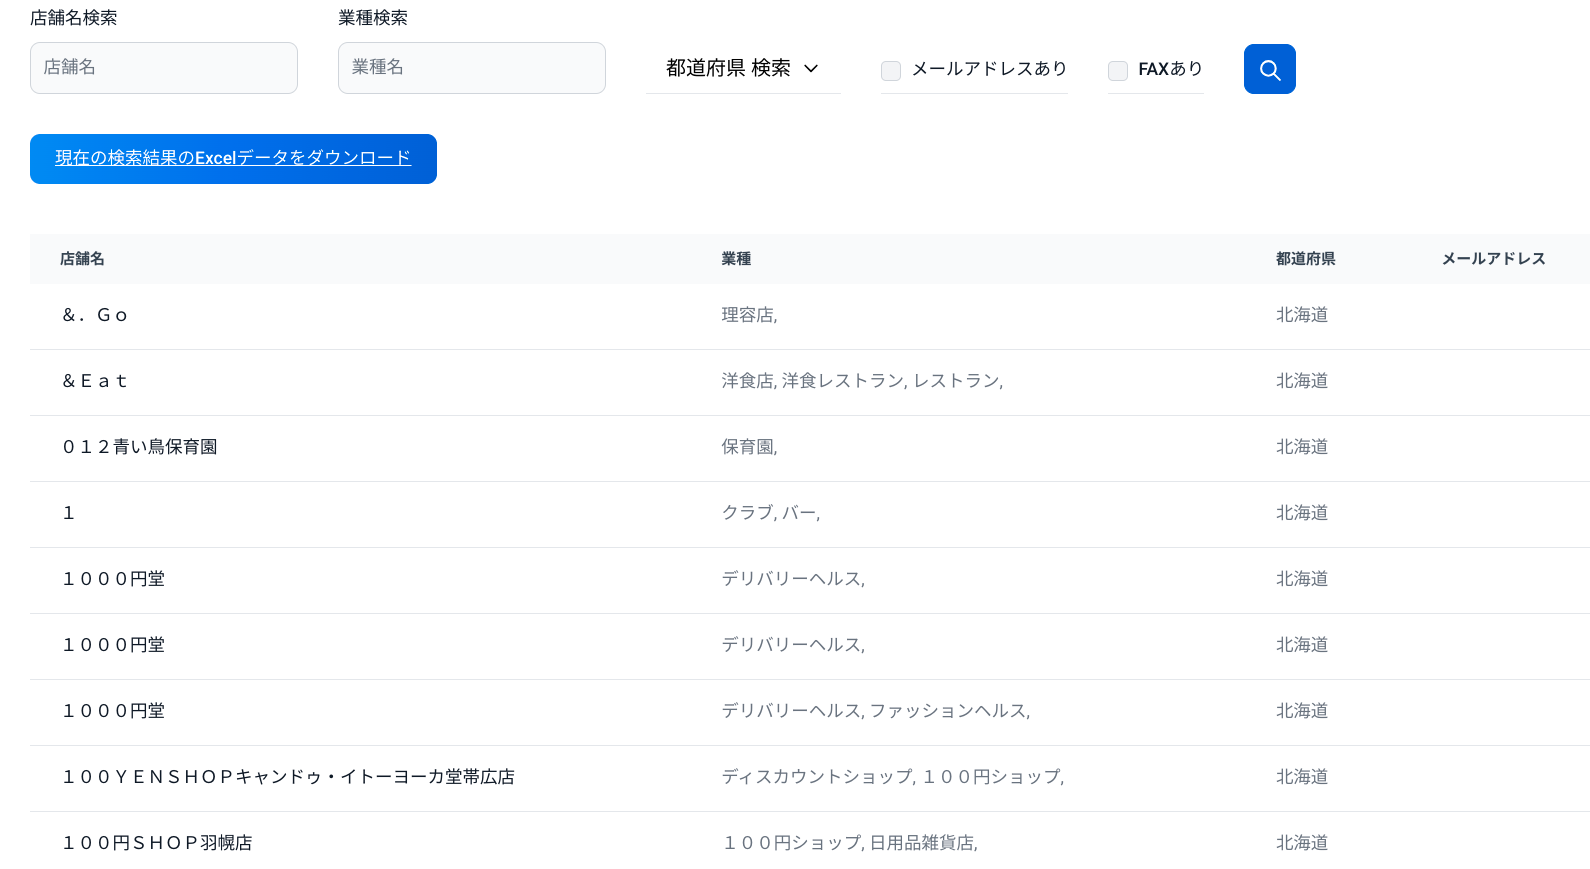 店舗名検索 業種検索
店舗名 業種名 都道府県 検索 メールアドレスあり FAXあり
現在の検索結果のExcelデータをダウンロード
店舗名 業種 都道府県 メールアドレス
＆．Ｇｏ 理容店, 北海道
＆Ｅａｔ 洋食店, 洋食レストラン, レストラン, 北海道
０１２青い鳥保育園 保育園, 北海道
１ クラブ, バー, 北海道
１０００円堂 デリバリーヘルス, 北海道
１０００円堂 デリバリーヘルス, 北海道
１０００円堂 デリバリーヘルス, ファッションヘルス, 北海道
１００ＹＥＮＳＨＯＰキャンドゥ・イトーヨーカ堂帯広店 ディスカウントショップ, １００円ショップ, 北海道
１００円ＳＨＯＰ羽幌店 １００円ショップ, 日用品雑貨店, 北海道